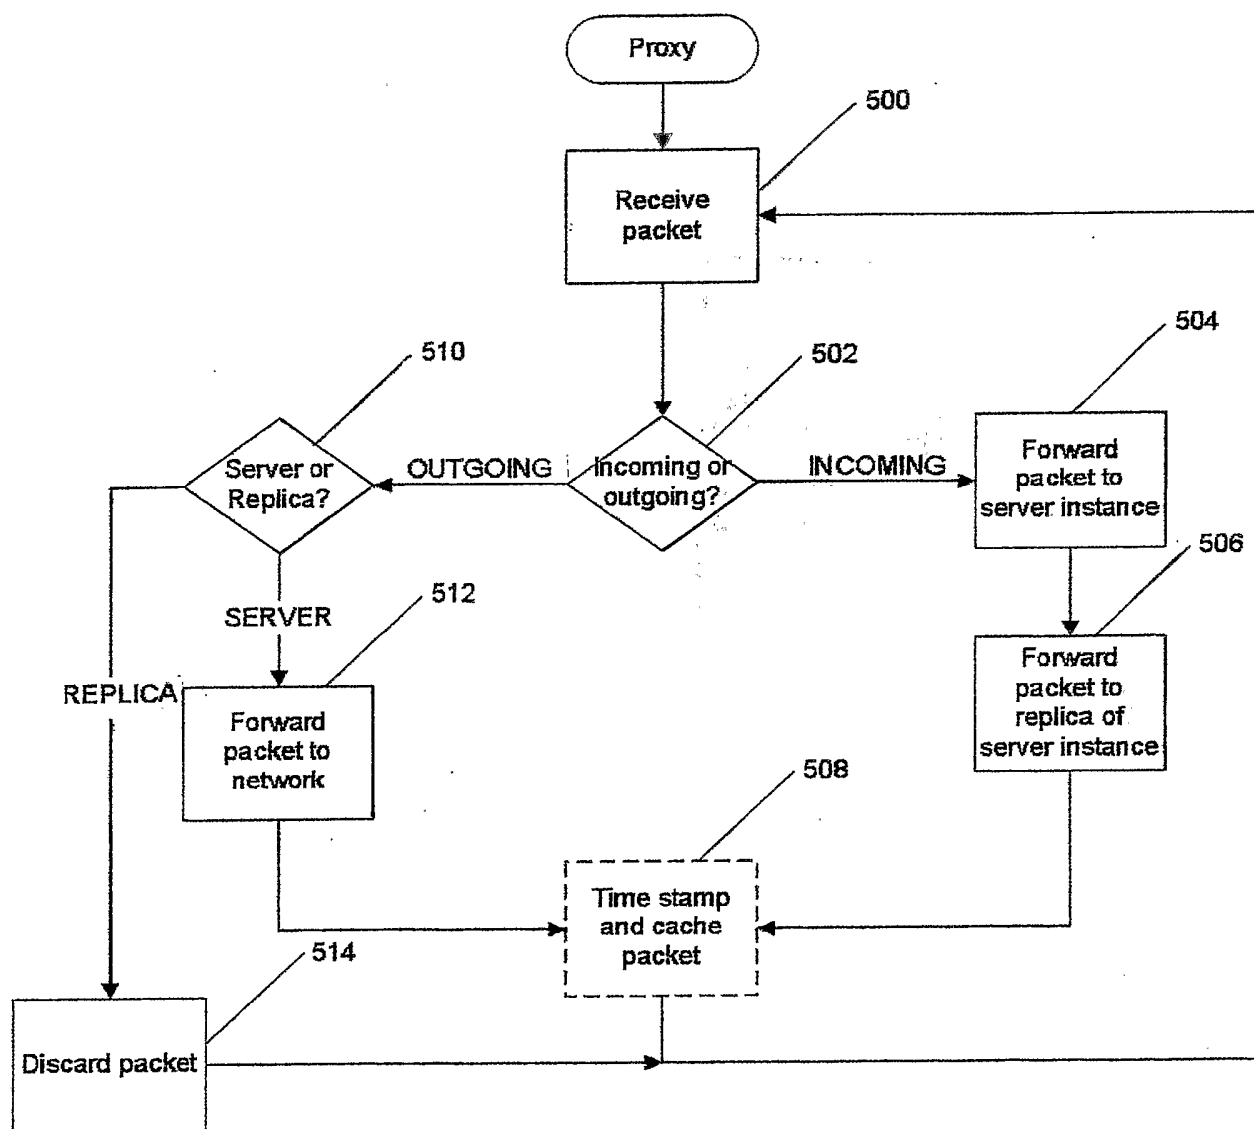 Proxy
500
Receive
packet
504
510
502
Server or
Replica?
OUTGOING
Incoming or
outgoing?
INCOMING
Forward
packet to
server instance
506
512
SERVER
Forward
packet to
replica of
server instance
REPLICA
Forward
packet to
network
508
Time stamp
and cache
packet
514
Discard packet